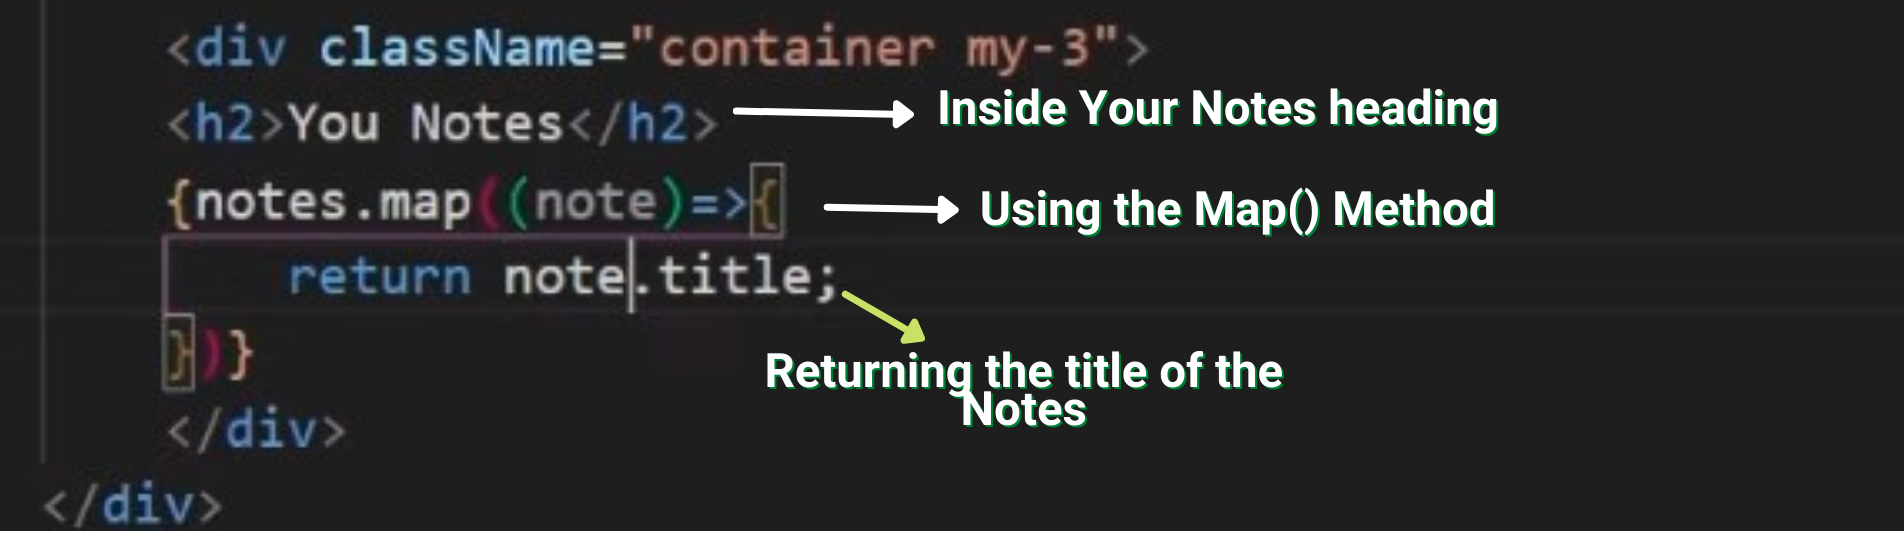 <div className="container my-3">
<h2>You Notes</h2>
Inside Your Notes heading
{notes.map((note)=>{
Using the Map() Method
return note.title;
})}
Returning the title of the
Notes
</div>
</div>